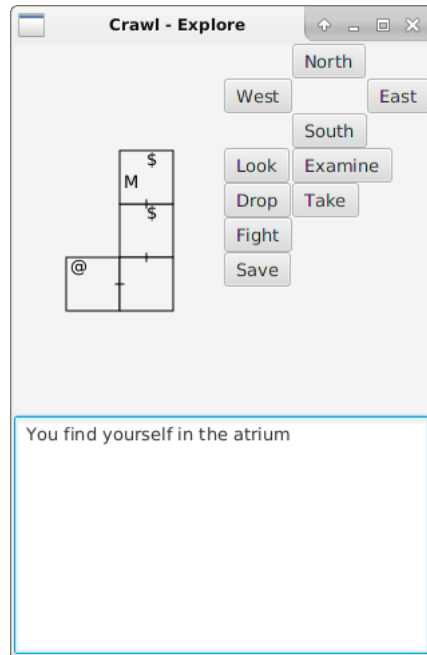 Crawl - Explore
North
West East
South
$
M
$
@
Look Examine
Drop Take
Fight
Save
You find yourself in the atrium